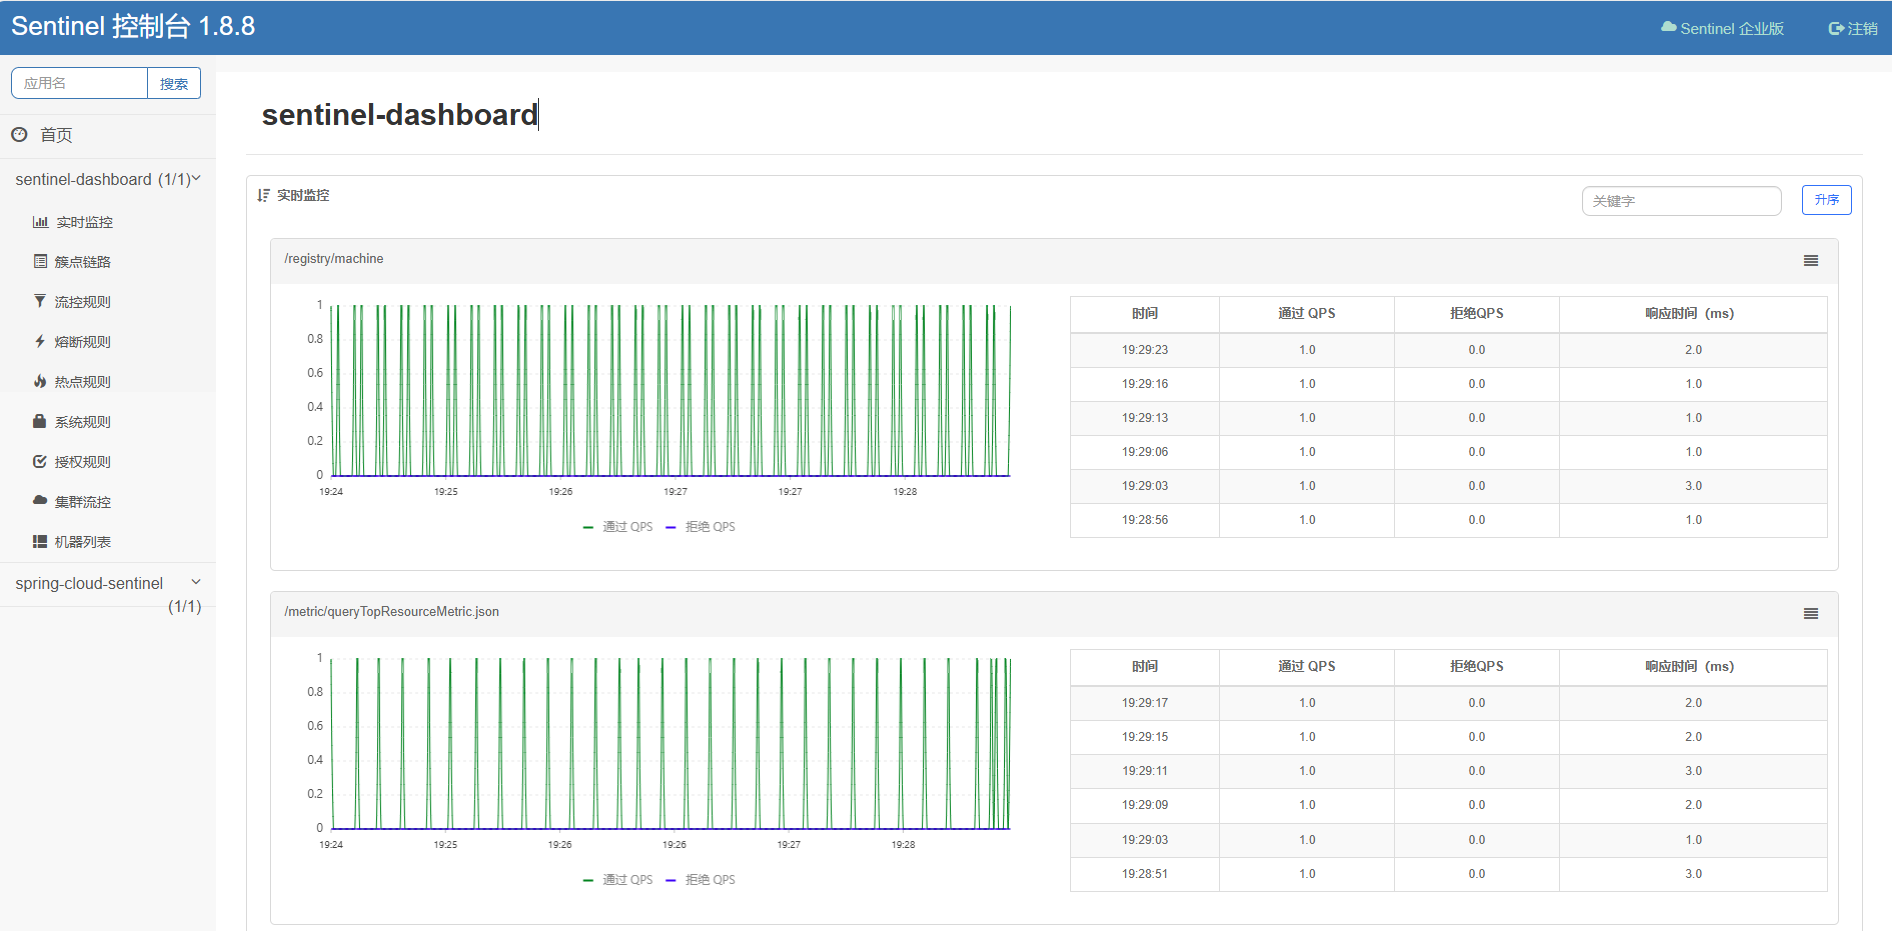 Sentinel 控制台 1.8.8
Sentinel 企业版
注销
应用名
搜索
首页
sentinel-dashboard (1/1)
实时监控
簇点链路
流控规则
熔断规则
热点规则
系统规则
授权规则
集群流控
机器列表
spring-cloud-sentinel
(1/1)
sentinel-dashboard
实时监控
关键字
升序
/registry/machine
1
0.8
0.6
0.4
0.2
0
19:24 19:25 19:26 19:27 19:27 19:28
通过 QPS 拒绝 QPS
时间 通过 QPS 拒绝QPS 响应时间 (ms)
19:29:23 1.0 0.0 2.0
19:29:16 1.0 0.0 1.0
19:29:13 1.0 0.0 1.0
19:29:06 1.0 0.0 1.0
19:29:03 1.0 0.0 3.0
19:28:56 1.0 0.0 1.0
/metric/queryTopResourceMetric.json
1
0.8
0.6
0.4
0.2
0
19:24 19:25 19:26 19:26 19:27 19:28
通过 QPS 拒绝 QPS
时间 通过 QPS 拒绝QPS 响应时间 (ms)
19:29:17 1.0 0.0 2.0
19:29:15 1.0 0.0 2.0
19:29:11 1.0 0.0 3.0
19:29:09 1.0 0.0 2.0
19:29:03 1.0 0.0 1.0
19:28:51 1.0 0.0 3.0